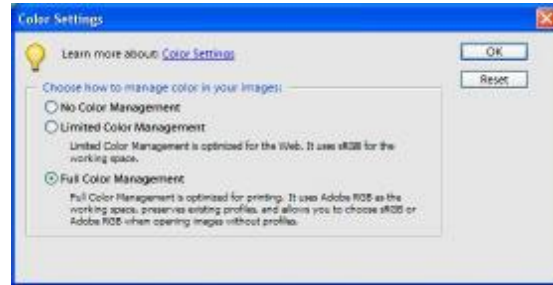 Color Settings
Learn more about: Color Settings
OK
Reset
Choose how to manage color in your images:
No Color Management
Limited Color Management
Limited Color Management is optimized for the Web. It uses sRGB for the
working space.
Full Color Management
Full Color Management is optimized for printing. It uses Adobe RGB as the
working space, preserves existing profiles, and allows you to choose sRGB or
Adobe RGB when opening images without profiles.